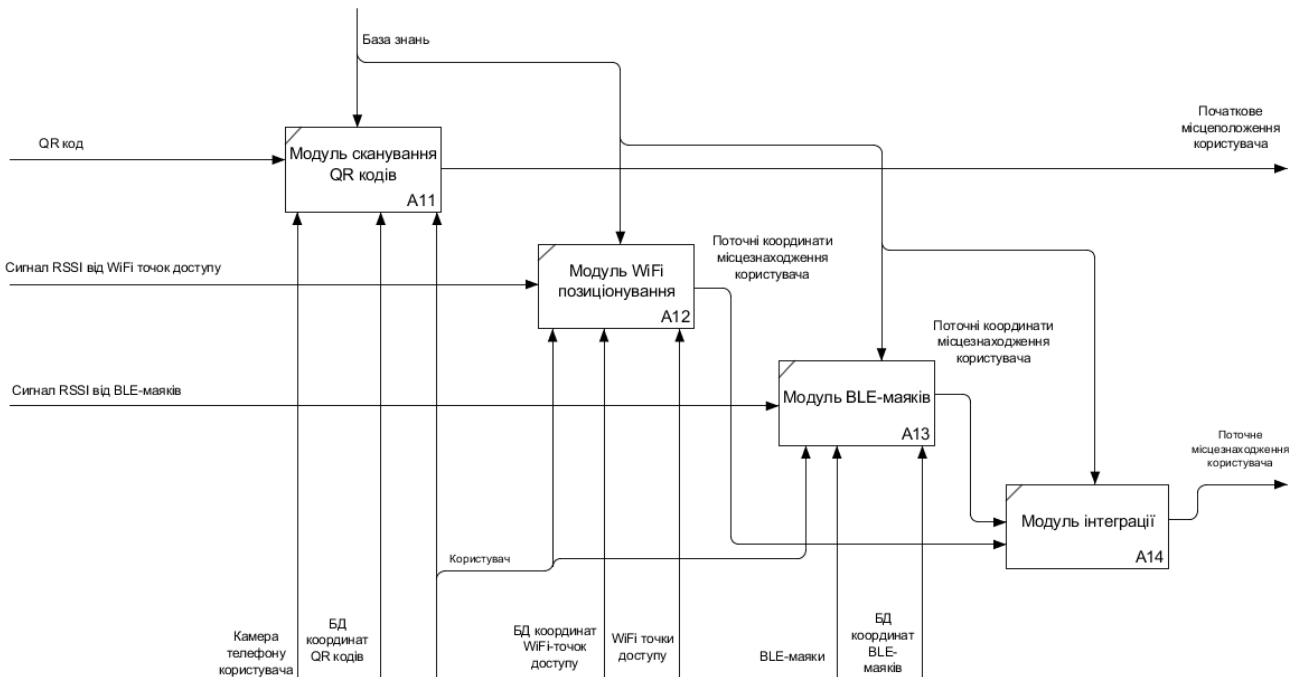 База знань
QR код
Модуль сканування
QR кодів
A11
Початкове
місцеположення
користувача
Сигнал RSSI від WiFi точок доступу
Модуль WiFi
позиціонування
A12
Поточні координати
місцезнаходження
користувача
Сигнал RSSI від BLE-маяків
Модуль BLE-маяків
A13
Поточні координати
місцезнаходження
користувача
Модуль інтеграції
A14
Поточне
місцезнаходження
користувача
Користувач
Камера
телефону
користувача
БД
координат
QR кодів
БД координат
WiFi-точок
доступу
WiFi точки
доступу
BLE-маяки
БД
координат
BLE-
маяків